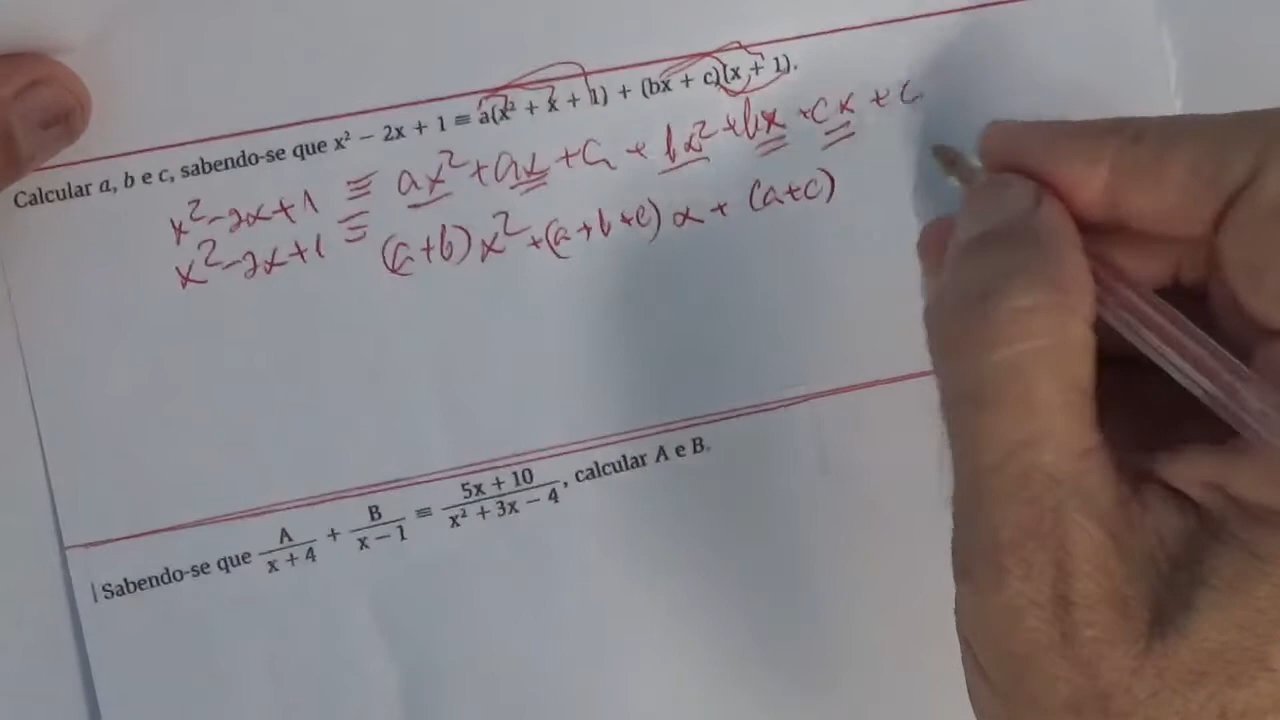 Calcular a, b e c, sabendo-se que x² − 2x + 1 ≡ a(x² + x + 1) + (bx + c)(x + 1).
x² − 2x + 1 ≡ ax² + ax + a + bx² + bx + cx + c
x² − 2x + 1 ≡ (a+b)x² + (a+b+c)x + (a+c)
| Sabendo-se que A/(x + 4) + B/(x − 1) ≡ (5x + 10)/(x² + 3x − 4), calcular A e B.